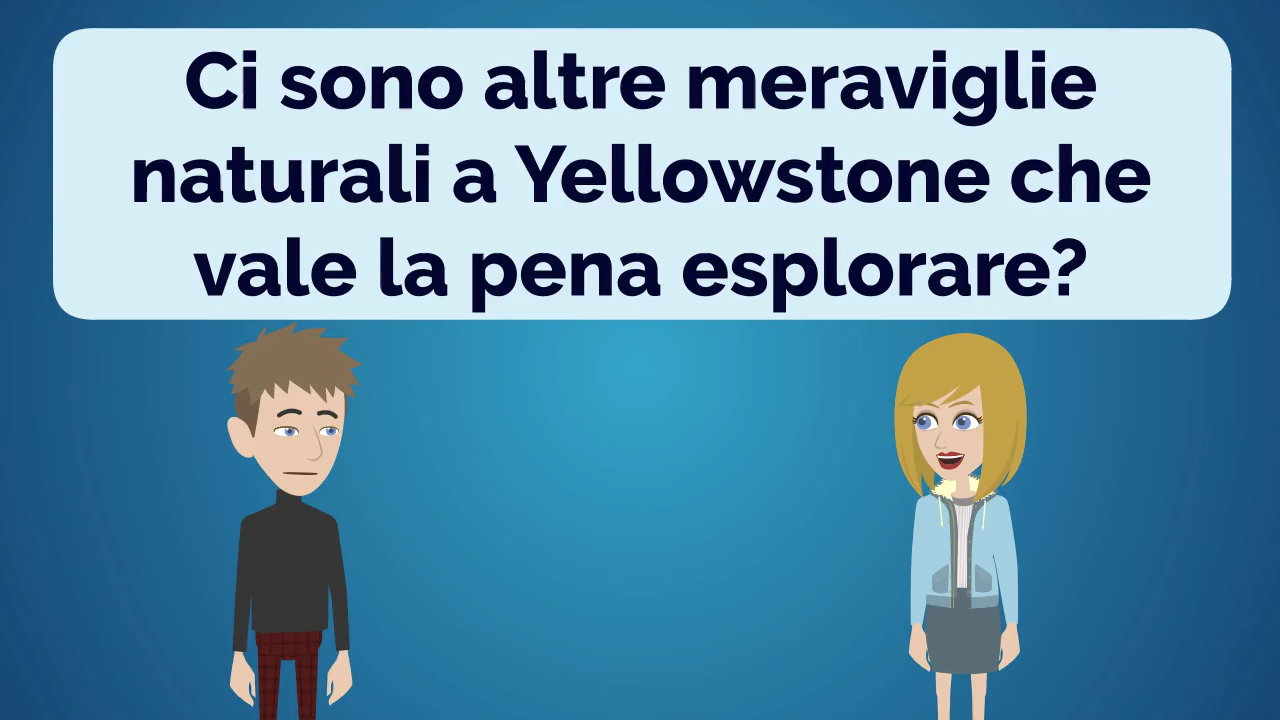 Ci sono altre meraviglie
naturali a Yellowstone che
vale la pena esplorare?